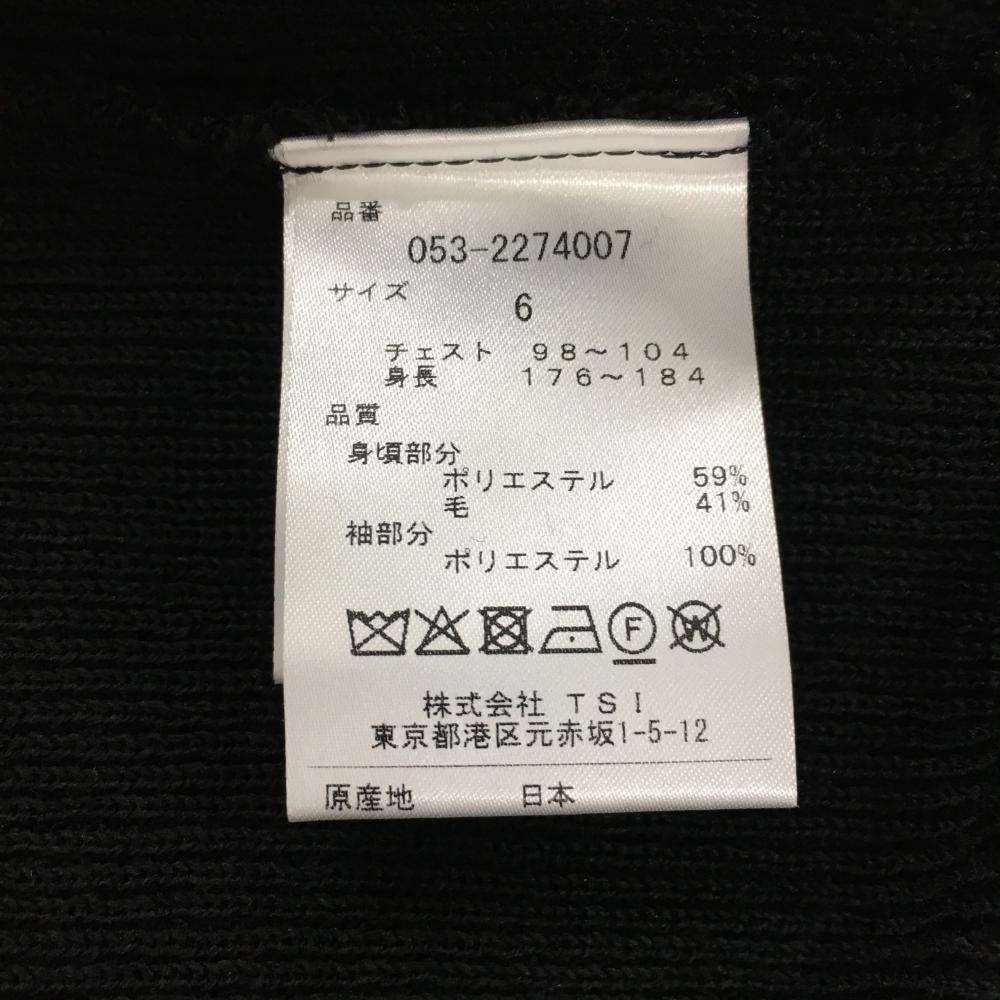 品番
053-2274007
サイズ
6
チェスト 98～104
身長 176～184
品質
身頃部分
ポリエステル 59%
毛 41%
袖部分
ポリエステル 100%
F W
株式会社 TSI
東京都港区元赤坂1-5-12
原産地 日本